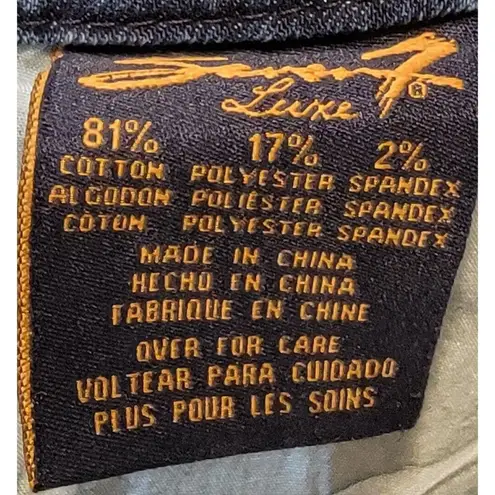 Seven7®
Luxe
81% 17% 2%
COTTON POLYESTER SPANDEX
ALGODON POLIESTER SPANDEX
COTON POLYESTER SPANDEX
MADE IN CHINA
HECHO EN CHINA
FABRIQUE EN CHINE
OVER FOR CARE
VOLTEAR PARA CUIDADO
PLUS POUR LES SOINS